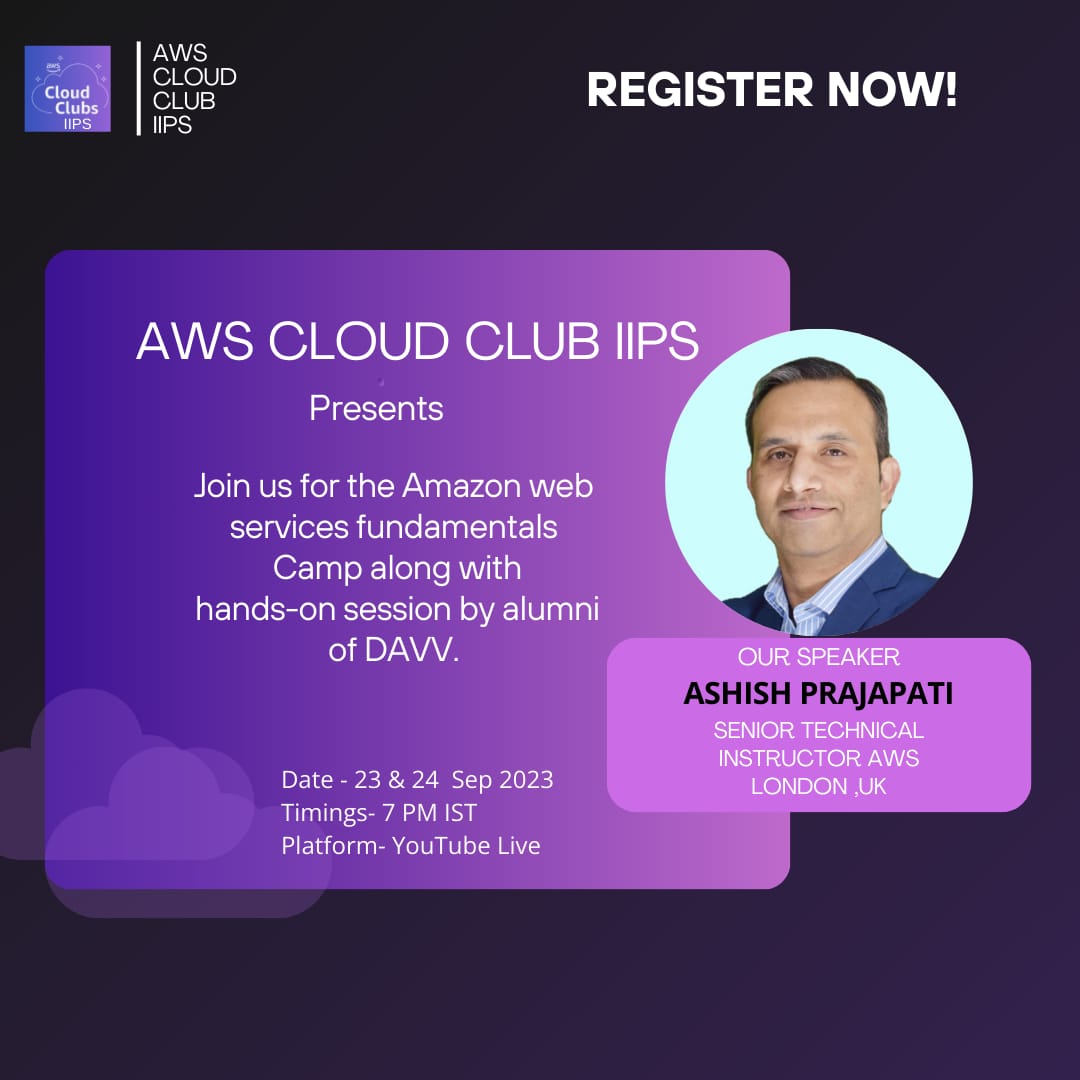 aws
Cloud
Clubs
IIPS
AWS
CLOUD
CLUB
IIPS
REGISTER NOW!
AWS CLOUD CLUB IIPS
Presents
Join us for the Amazon web
services fundamentals
Camp along with
hands-on session by alumni
of DAVV.
Date - 23 & 24 Sep 2023
Timings- 7 PM IST
Platform- YouTube Live
OUR SPEAKER
ASHISH PRAJAPATI
SENIOR TECHNICAL
INSTRUCTOR AWS
LONDON ,UK